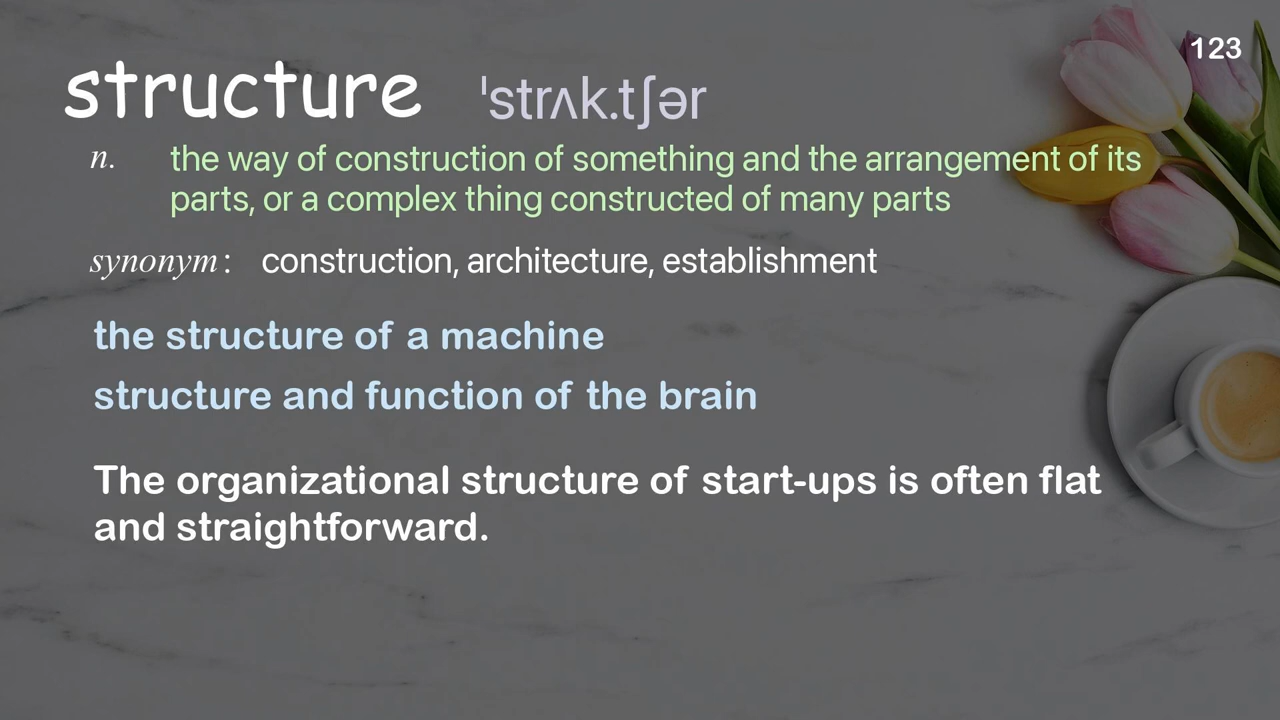 123
structure ˈstrʌk.tʃər
n. the way of construction of something and the arrangement of its
parts, or a complex thing constructed of many parts
synonym: construction, architecture, establishment
the structure of a machine
structure and function of the brain
The organizational structure of start-ups is often flat
and straightforward.